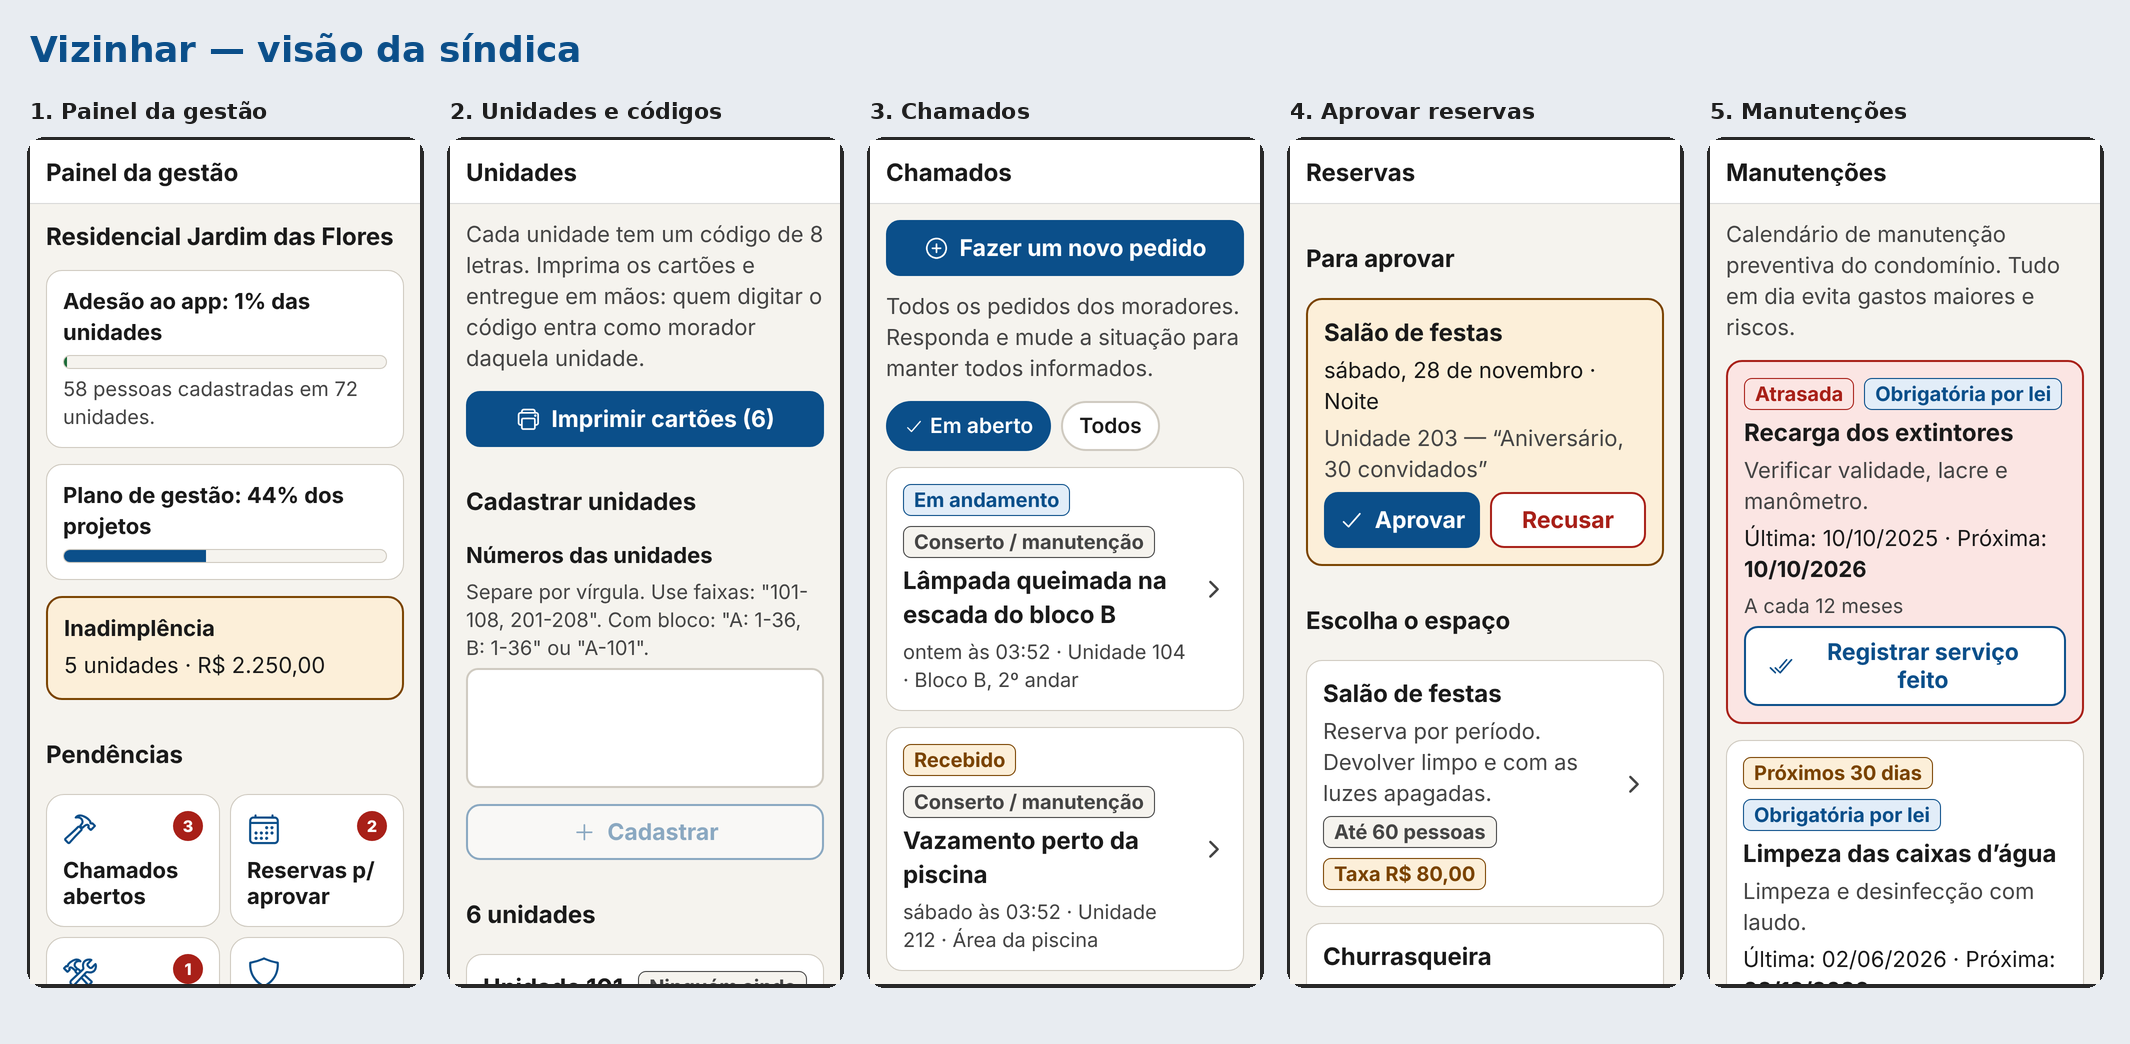 Vizinhar — visão da síndica
1. Painel da gestão
Painel da gestão
Residencial Jardim das Flores
Adesão ao app: 1% das
unidades
58 pessoas cadastradas em 72
unidades.
Plano de gestão: 44% dos
projetos
Inadimplência
5 unidades · R$ 2.250,00
Pendências
3
Chamados
abertos
2
Reservas p/
aprovar
1
2. Unidades e códigos
Unidades
Cada unidade tem um código de 8
letras. Imprima os cartões e
entregue em mãos: quem digitar o
código entra como morador
daquela unidade.
Imprimir cartões (6)
Cadastrar unidades
Números das unidades
Separe por vírgula. Use faixas: "101-
108, 201-208". Com bloco: "A: 1-36,
B: 1-36" ou "A-101".
Cadastrar
6 unidades
Unidade 101 Ninguém ainda
3. Chamados
Chamados
Fazer um novo pedido
Todos os pedidos dos moradores.
Responda e mude a situação para
manter todos informados.
Em aberto Todos
Em andamento
Conserto / manutenção
Lâmpada queimada na
escada do bloco B
ontem às 03:52 · Unidade 104
· Bloco B, 2º andar
Recebido
Conserto / manutenção
Vazamento perto da
piscina
sábado às 03:52 · Unidade
212 · Área da piscina
4. Aprovar reservas
Reservas
Para aprovar
Salão de festas
sábado, 28 de novembro ·
Noite
Unidade 203 — “Aniversário,
30 convidados”
Aprovar Recusar
Escolha o espaço
Salão de festas
Reserva por período.
Devolver limpo e com as
luzes apagadas.
Até 60 pessoas
Taxa R$ 80,00
Churrasqueira
5. Manutenções
Manutenções
Calendário de manutenção
preventiva do condomínio. Tudo
em dia evita gastos maiores e
riscos.
Atrasada Obrigatória por lei
Recarga dos extintores
Verificar validade, lacre e
manômetro.
Última: 10/10/2025 · Próxima:
10/10/2026
A cada 12 meses
Registrar serviço
feito
Próximos 30 dias
Obrigatória por lei
Limpeza das caixas d’água
Limpeza e desinfecção com
laudo.
Última: 02/06/2026 · Próxima: